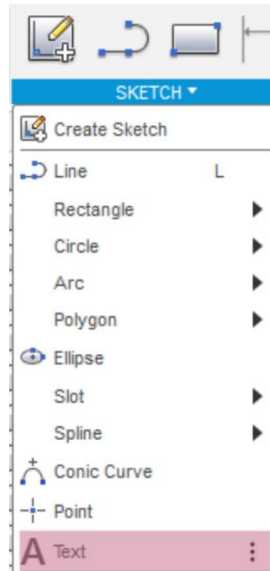 SKETCH ▾
Create Sketch
Line L
Rectangle
Circle
Arc
Polygon
Ellipse
Slot
Spline
Conic Curve
Point
A Text